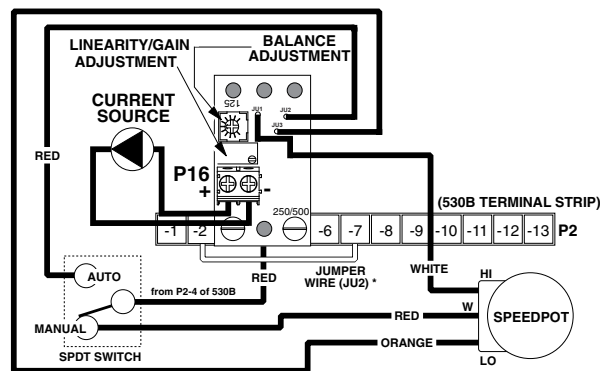 LINEARITY/GAIN
ADJUSTMENT
BALANCE
ADJUSTMENT
CURRENT
SOURCE
125
JU1
JU2
JU3
RED
P16
+
-
250/500
(530B TERMINAL STRIP)
-1
-2
-6
-7
-8
-9
-10
-11
-12
-13
P2
AUTO
RED
JUMPER
WIRE (JU2) *
WHITE
HI
from P2-4 of 530B
MANUAL
RED
W
SPEEDPOT
SPDT SWITCH
ORANGE
LO